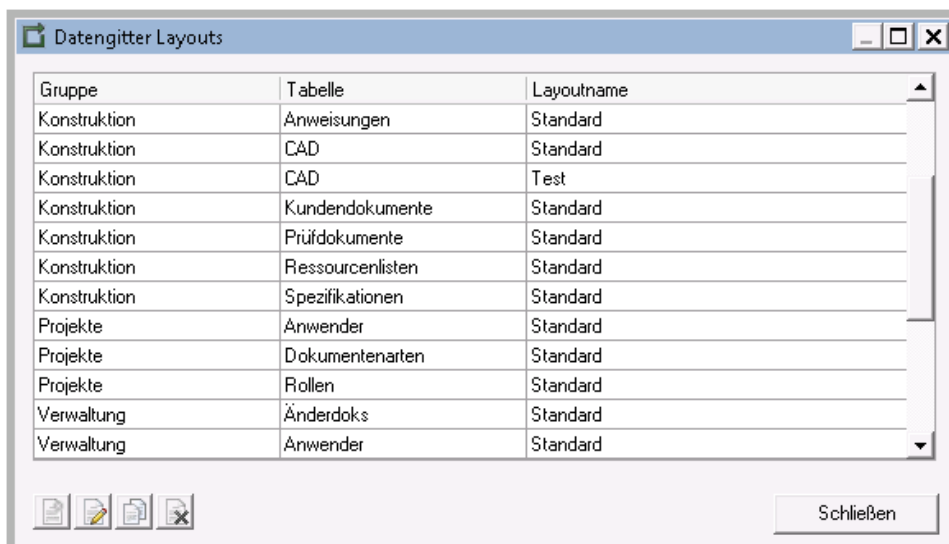 Datengitter Layouts
Gruppe Tabelle Layoutname
Konstruktion Anweisungen Standard
Konstruktion CAD Standard
Konstruktion CAD Test
Konstruktion Kundendokumente Standard
Konstruktion Prüfdokumente Standard
Konstruktion Ressourcenlisten Standard
Konstruktion Spezifikationen Standard
Projekte Anwender Standard
Projekte Dokumentenarten Standard
Projekte Rollen Standard
Verwaltung Änderdoks Standard
Verwaltung Anwender Standard
Schließen